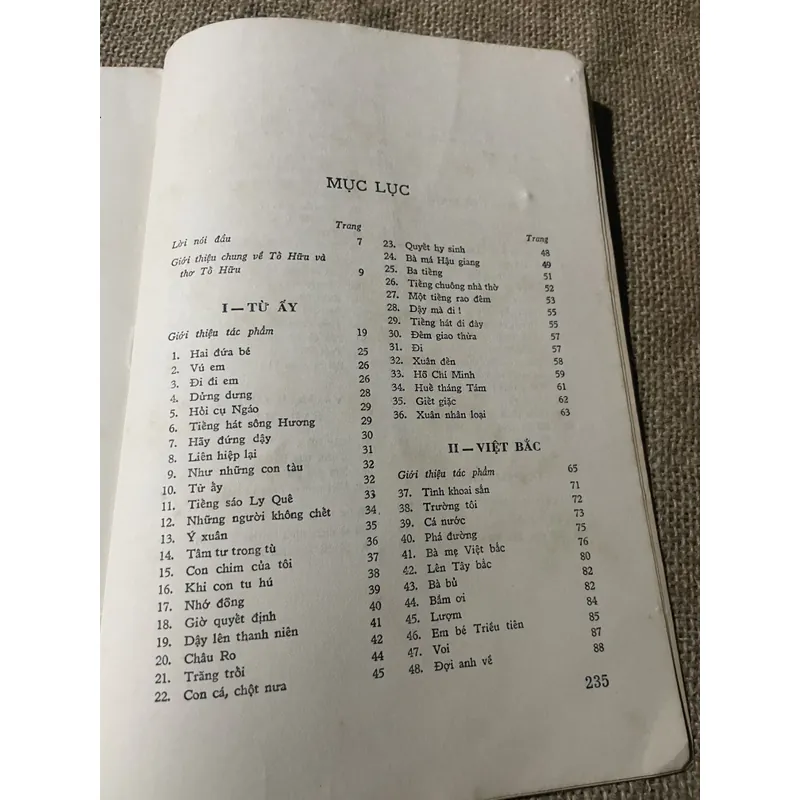 MỤC LỤC
Trang
Lời nói đầu 7
Giới thiệu chung về Tố Hữu và
thơ Tố Hữu 9
I — TỪ ẤY
Giới thiệu tác phẩm 19
1. Hai đứa bé 25
2. Vú em 26
3. Đi đi em 26
4. Dửng dưng 28
5. Hỏi cụ Ngáo 29
6. Tiếng hát sông Hương 29
7. Hãy đứng dậy 30
8. Liên hiệp lại 31
9. Như những con tàu 32
10. Từ ấy 32
11. Tiếng sáo Ly Quê 33
12. Những người không chết 34
13. Ý xuân 35
14. Tâm tư trong tù 36
15. Con chim của tôi 37
16. Khi con tu hú 38
17. Nhớ đồng 39
18. Giờ quyết định 40
19. Dậy lên thanh niên 41
20. Châu Ro 42
21. Trăng trối 44
22. Con cá, chột nưa 45
Trang
23. Quyết hy sinh 48
24. Bà má Hậu giang 49
25. Ba tiếng 51
26. Tiếng chuông nhà thờ 52
27. Một tiếng rao đêm 53
28. Dậy mà đi ! 55
29. Tiếng hát đi đày 55
30. Đêm giao thừa 57
31. Đi 57
32. Xuân đến 58
33. Hồ Chí Minh 59
34. Huế tháng Tám 61
35. Giết giặc 62
36. Xuân nhân loại 63
II — VIỆT BẮC
Giới thiệu tác phẩm 65
37. Tình khoai sắn 71
38. Trường tôi 72
39. Cá nước 73
40. Phá đường 75
41. Bà mẹ Việt bắc 76
42. Lên Tây bắc 80
43. Bà bủ 82
44. Bầm ơi 82
45. Lượm 84
46. Em bé Triều tiên 85
47. Voi 87
48. Đợi anh về 88
235